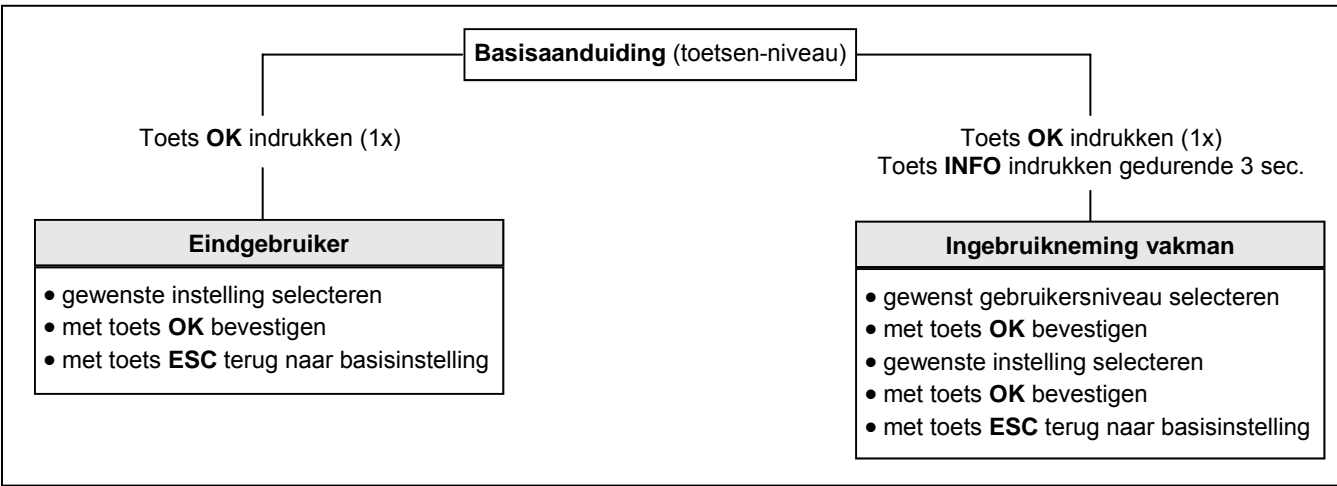 Basisaanduiding (toetsen-niveau)
Toets OK indrukken (1x)
Toets OK indrukken (1x)
Toets INFO indrukken gedurende 3 sec.
Eindgebruiker
• gewenste instelling selecteren
• met toets OK bevestigen
• met toets ESC terug naar basisinstelling
Ingebruikneming vakman
• gewenst gebruikersniveau selecteren
• met toets OK bevestigen
• gewenste instelling selecteren
• met toets OK bevestigen
• met toets ESC terug naar basisinstelling